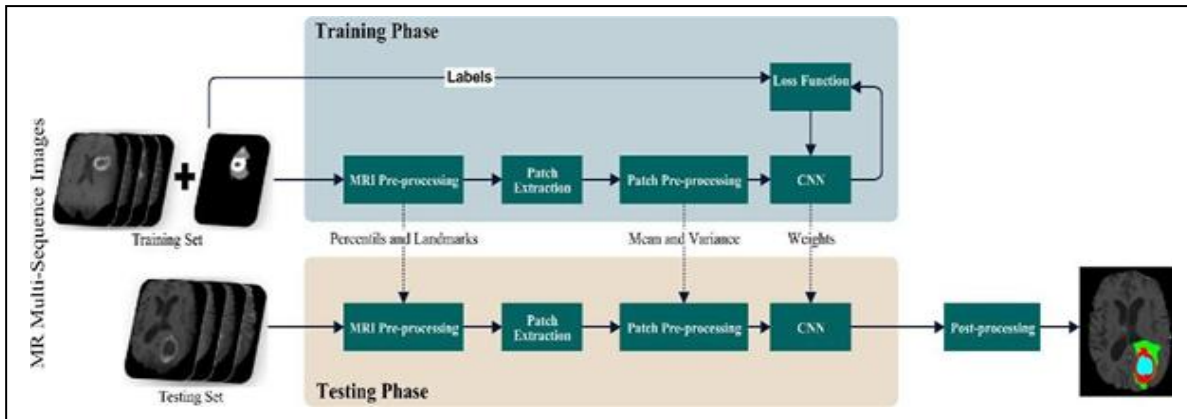 MR Multi-Sequence Images
Training Phase
Labels
Loss Function
MRI Pre-processing
Patch
Extraction
Patch Pre-processing
CNN
Training Set
Percentils and Landmarks
Mean and Variance
Weights
MRI Pre-processing
Patch
Extraction
Patch Pre-processing
CNN
Post-processing
Testing Set
Testing Phase